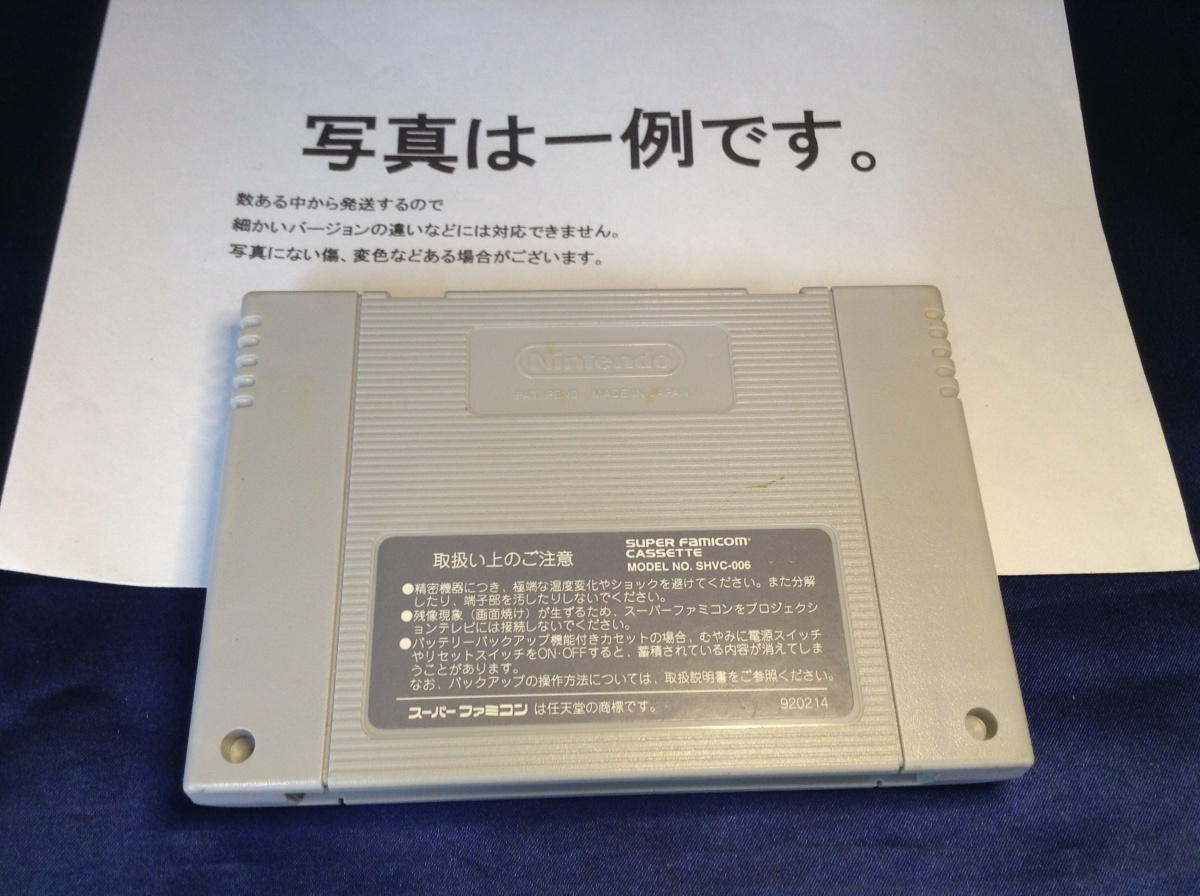 写真は一例です。
数ある中から発送するので
細かいバージョンの違いなどには対応できません。
写真にない傷、変色などある場合がございます。
Nintendo
PAT. PEND. MADE IN JAPAN
取扱い上のご注意
SUPER FAMICOM
CASSETTE
MODEL NO. SHVC-006
●精密機器につき、極端な温度変化やショックを避けてください。また分解
したり、端子部を汚したりしないでください。
●残像現象（画面焼け）が生ずるため、スーパーファミコンをプロジェクシ
ョンテレビには接続しないでください。
●バッテリーバックアップ機能付きカセットの場合、むやみに電源スイッチ
やリセットスイッチをON·OFFすると、蓄積されている内容が消えてしま
うことがあります。
なお、バックアップの操作方法については、取扱説明書をご参照ください。
スーパーファミコン は任天堂の商標です。 920214